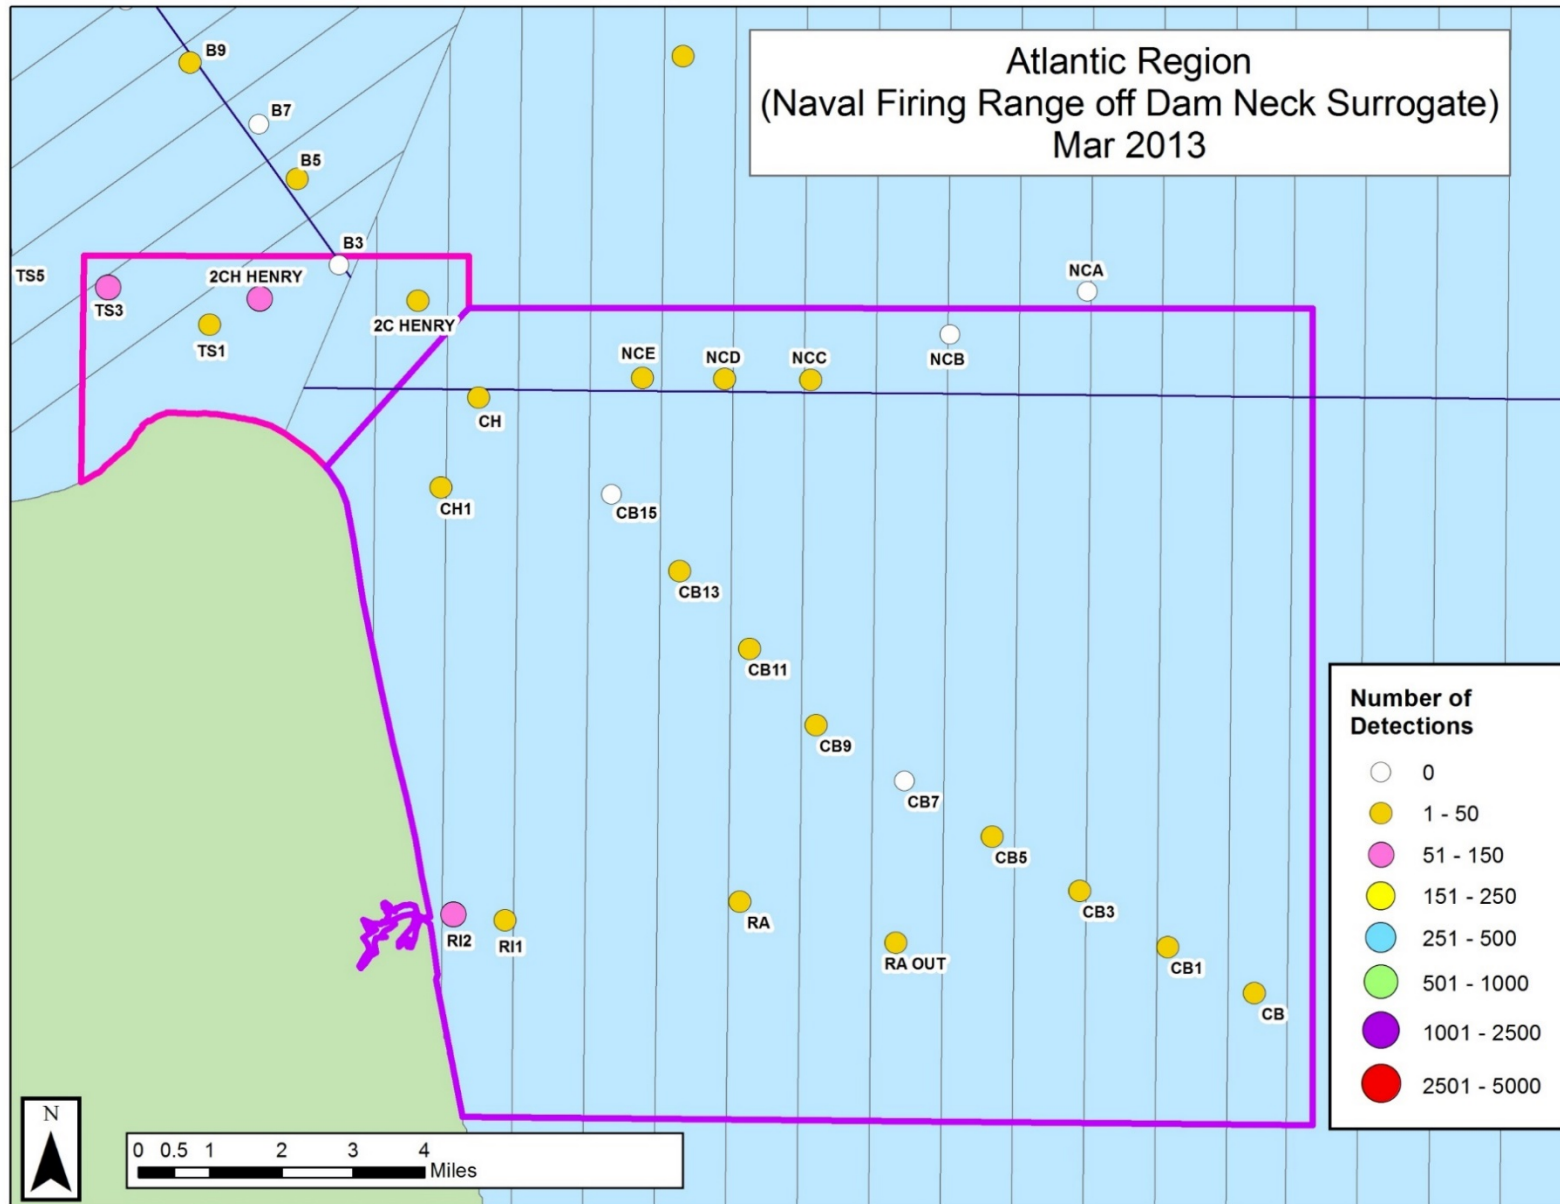 Atlantic Region
(Naval Firing Range off Dam Neck Surrogate)
Mar 2013
B9
B7
B5
B3
TS5
TS3
2CH HENRY
TS1
2C HENRY
NCA
NCB
NCE
NCD
NCC
CH
CH1
CB15
CB13
CB11
CB9
CB7
CB5
CB3
CB1
CB
RA
RA OUT
RI2
RI1
Number of
Detections
0
1 - 50
51 - 150
151 - 250
251 - 500
501 - 1000
1001 - 2500
2501 - 5000
N
0 0.5 1 2 3 4
Miles